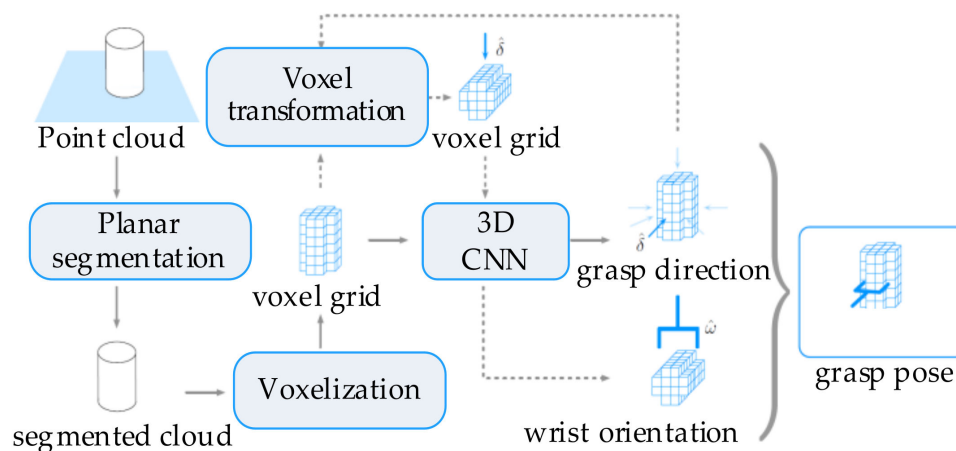 Point cloud
Planar
segmentation
segmented cloud
Voxelization
voxel grid
Voxel
transformation
δ̂
voxel grid
3D
CNN
δ̂
grasp direction
ω̂
wrist orientation
grasp pose